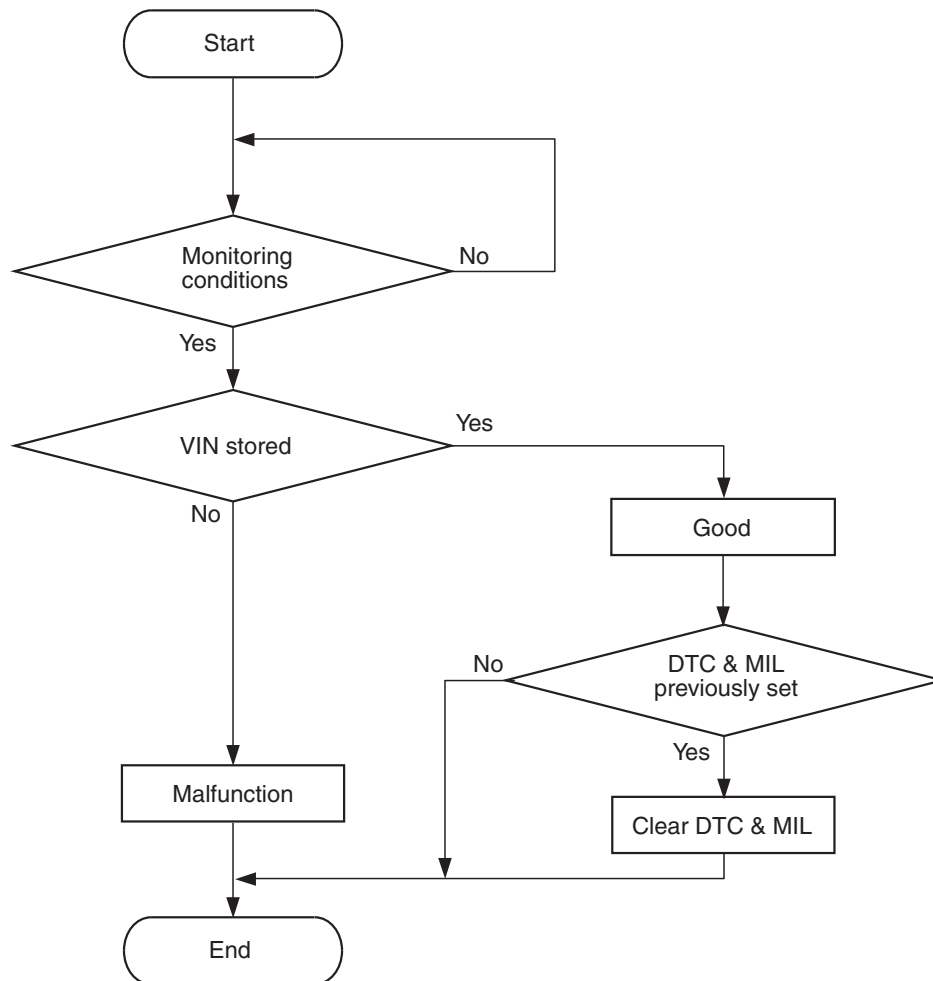 Start
Monitoring
conditions
No
Yes
VIN stored
Yes
No
Good
DTC & MIL
previously set
No
Yes
Malfunction
Clear DTC & MIL
End